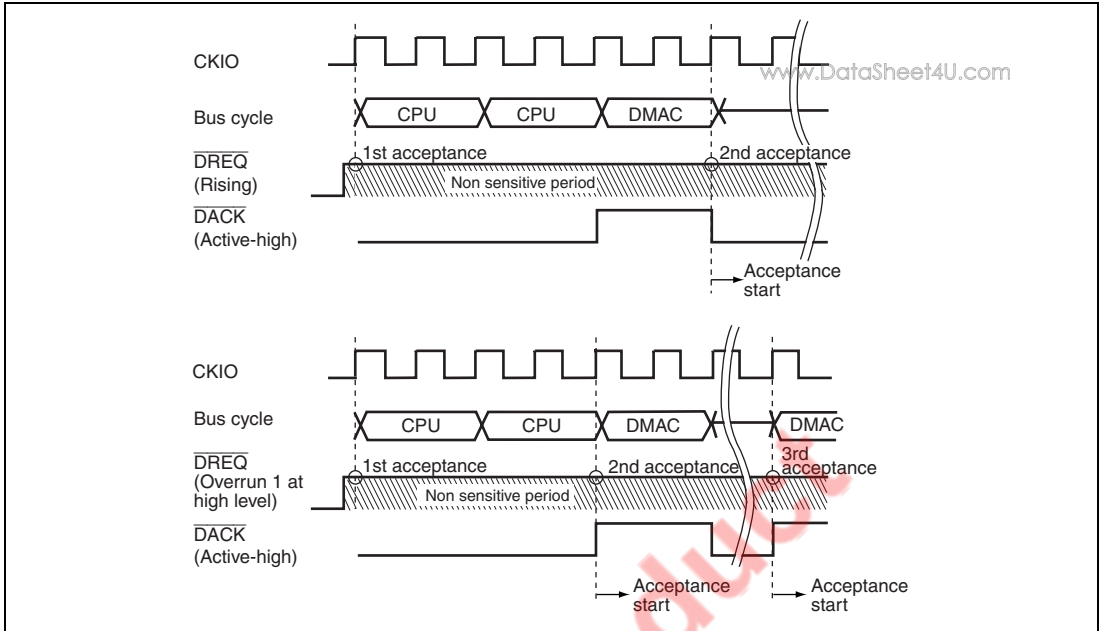 CKIO
www.DataSheet4U.com
Bus cycle
CPU
CPU
DMAC
DREQ
(Rising)
1st acceptance
2nd acceptance
Non sensitive period
DACK
(Active-high)
Acceptance
start
CKIO
Bus cycle
CPU
CPU
DMAC
DMAC
DREQ
(Overrun 1 at
high level)
1st acceptance
2nd acceptance
3rd
acceptance
Non sensitive period
DACK
(Active-high)
Acceptance
start
Acceptance
start
duct